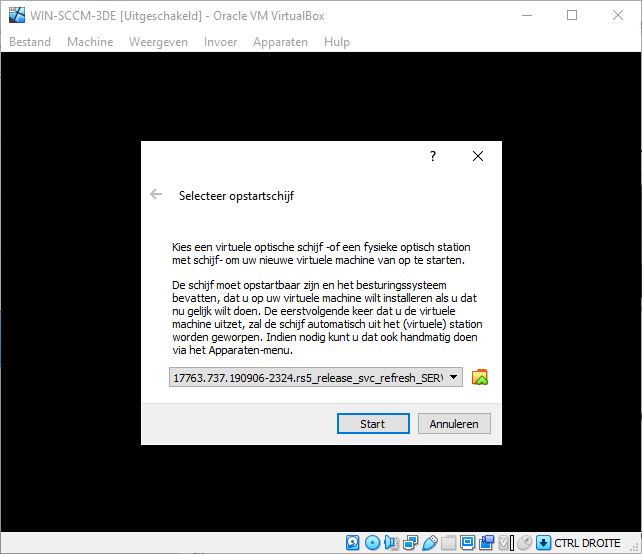 WIN-SCCM-3DE [Uitgeschakeld] - Oracle VM VirtualBox
Bestand Machine Weergeven Invoer Apparaten Hulp
?
Selecteer opstartschijf
Kies een virtuele optische schijf -of een fysieke optisch station
met schijf- om uw nieuwe virtuele machine van op te starten.
De schijf moet opstartbaar zijn en het besturingssysteem
bevatten, dat u op uw virtuele machine wilt installeren als u dat
nu gelijk wilt doen. De eerstvolgende keer dat u de virtuele
machine uitzet, zal de schijf automatisch uit het (virtuele) station
worden geworpen. Indien nodig kunt u dat ook handmatig doen
via het Apparaten-menu.
17763.737.190906-2324.rs5_release_svc_refresh_SERV
Start Annuleren
CTRL DROITE